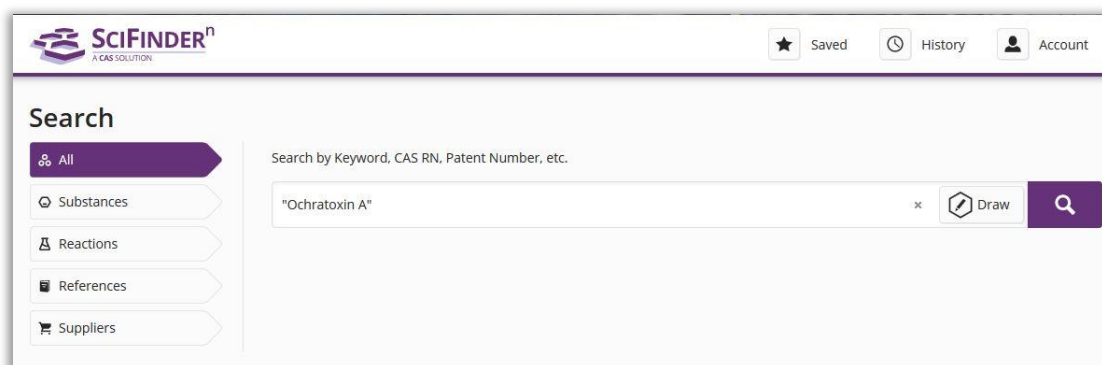 SCIFINDERⁿ
A CAS SOLUTION
Saved
History
Account
Search
All
Substances
Reactions
References
Suppliers
Search by Keyword, CAS RN, Patent Number, etc.
"Ochratoxin A"
Draw